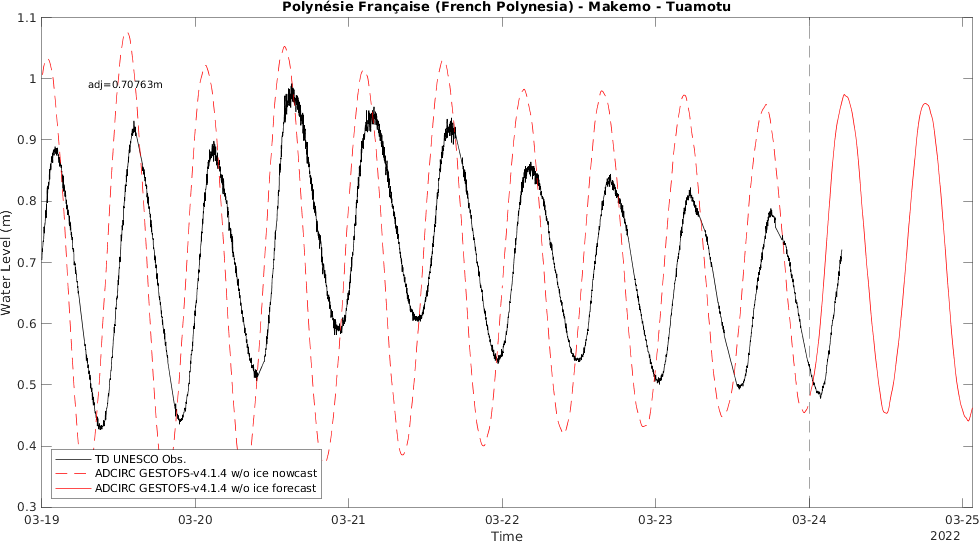 Polynésie Française (French Polynesia) - Makemo - Tuamotu
1.1
1
0.9
0.8
0.7
0.6
0.5
0.4
0.3
Water Level (m)
adj=0.70763m
TD UNESCO Obs.
ADCIRC GESTOFS-v4.1.4 w/o ice nowcast
ADCIRC GESTOFS-v4.1.4 w/o ice forecast
03-19 03-20 03-21 03-22 03-23 03-24 03-25
Time
2022